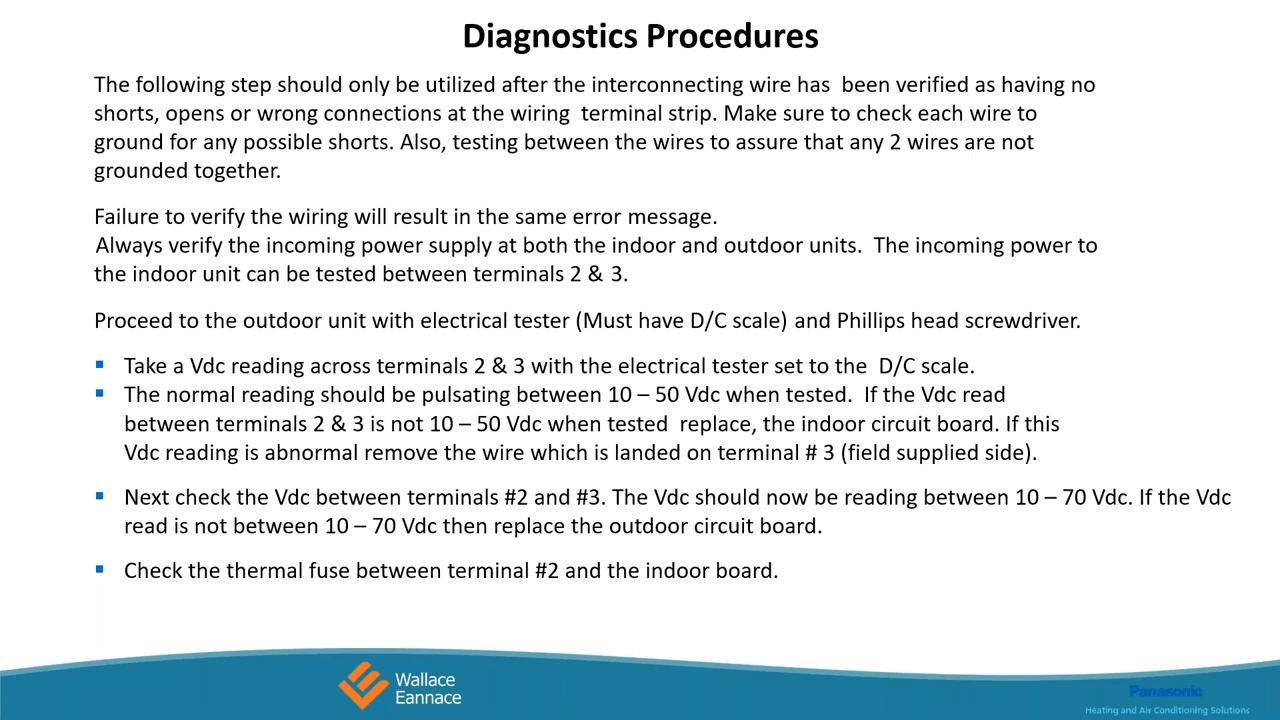 Diagnostics Procedures
The following step should only be utilized after the interconnecting wire has  been verified as having no
shorts, opens or wrong connections at the wiring  terminal strip. Make sure to check each wire to
ground for any possible shorts. Also, testing between the wires to assure that any 2 wires are not
grounded together.
Failure to verify the wiring will result in the same error message.
Always verify the incoming power supply at both the indoor and outdoor units.  The incoming power to
the indoor unit can be tested between terminals 2 & 3.
Proceed to the outdoor unit with electrical tester (Must have D/C scale) and Phillips head screwdriver.
▪ Take a Vdc reading across terminals 2 & 3 with the electrical tester set to the  D/C scale.
▪ The normal reading should be pulsating between 10 – 50 Vdc when tested.  If the Vdc read
between terminals 2 & 3 is not 10 – 50 Vdc when tested  replace, the indoor circuit board. If this
Vdc reading is abnormal remove the wire which is landed on terminal # 3 (field supplied side).
▪ Next check the Vdc between terminals #2 and #3. The Vdc should now be reading between 10 – 70 Vdc. If the Vdc
read is not between 10 – 70 Vdc then replace the outdoor circuit board.
▪ Check the thermal fuse between terminal #2 and the indoor board.
Wallace
Eannace
Panasonic
Heating and Air Conditioning Solutions